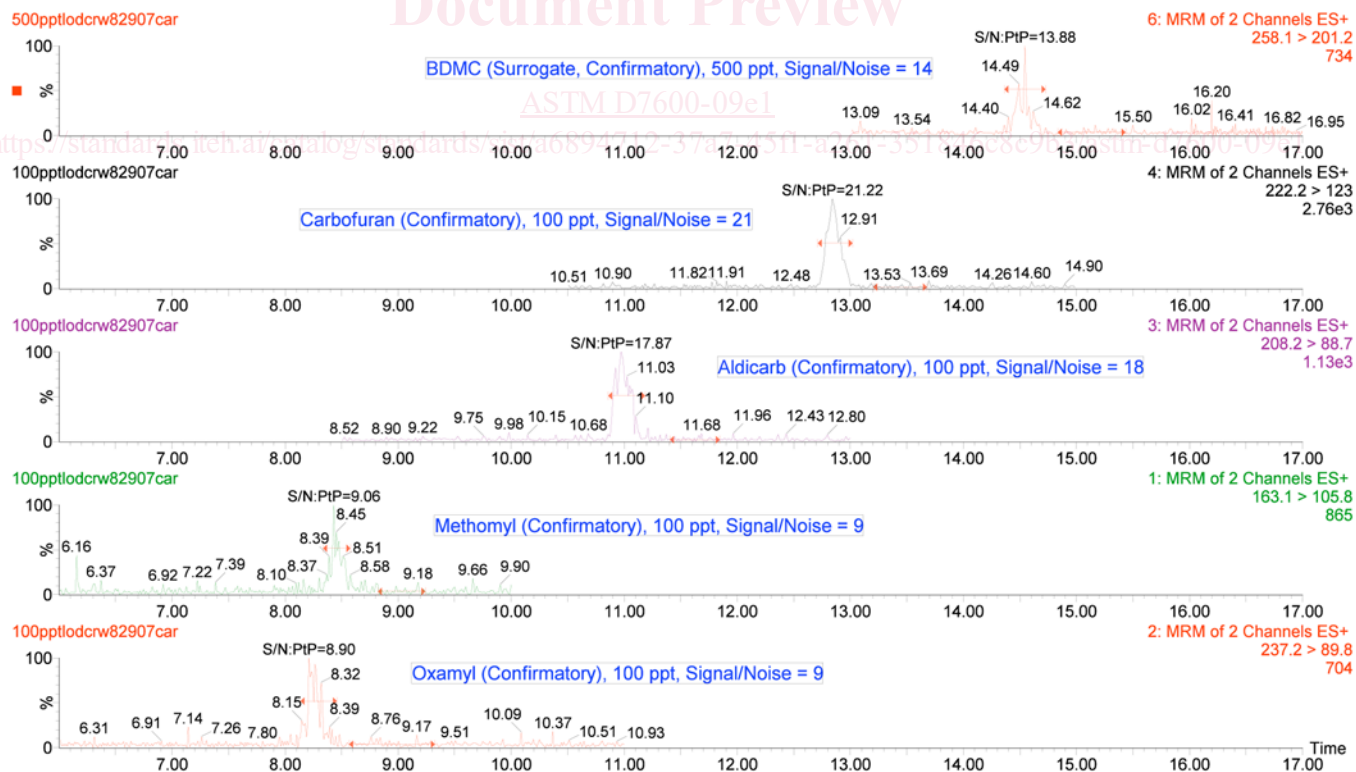 Document Preview
500pptlodcrw82907car
6: MRM of 2 Channels ES+
258.1 > 201.2
734
S/N:PtP=13.88
BDMC (Surrogate, Confirmatory), 500 ppt, Signal/Noise = 14
100
%
0
14.49
14.40
14.62
13.09
13.54
15.50
16.02
16.20
16.41
16.82
16.95
ASTM D7600-09e1
7.00 8.00 9.00 10.00 11.00 12.00 13.00 14.00 15.00 16.00 17.00
100pptlodcrw82907car
4: MRM of 2 Channels ES+
222.2 > 123
2.76e3
S/N:PtP=21.22
Carbofuran (Confirmatory), 100 ppt, Signal/Noise = 21
100
%
0
12.91
10.51 10.90 11.82 11.91 12.48 13.53 13.69 14.26 14.60 14.90
7.00 8.00 9.00 10.00 11.00 12.00 13.00 14.00 15.00 16.00 17.00
100pptlodcrw82907car
3: MRM of 2 Channels ES+
208.2 > 88.7
1.13e3
S/N:PtP=17.87
Aldicarb (Confirmatory), 100 ppt, Signal/Noise = 18
100
%
0
11.03
11.10
8.52 8.90 9.22 9.75 9.98 10.15 10.68 11.68 11.96 12.43 12.80
7.00 8.00 9.00 10.00 11.00 12.00 13.00 14.00 15.00 16.00 17.00
100pptlodcrw82907car
1: MRM of 2 Channels ES+
163.1 > 105.8
865
S/N:PtP=9.06
Methomyl (Confirmatory), 100 ppt, Signal/Noise = 9
100
%
0
8.45
8.39
8.51
8.37
8.58
6.16 6.37 6.92 7.22 7.39 8.10 9.18 9.66 9.90
7.00 8.00 9.00 10.00 11.00 12.00 13.00 14.00 15.00 16.00 17.00
100pptlodcrw82907car
2: MRM of 2 Channels ES+
237.2 > 89.8
704
S/N:PtP=8.90
Oxamyl (Confirmatory), 100 ppt, Signal/Noise = 9
100
%
0
8.32
8.15
8.39
6.31 6.91 7.14 7.26 7.80 8.76 9.17 9.51 10.09 10.37 10.51 10.93
Time
7.00 8.00 9.00 10.00 11.00 12.00 13.00 14.00 15.00 16.00 17.00